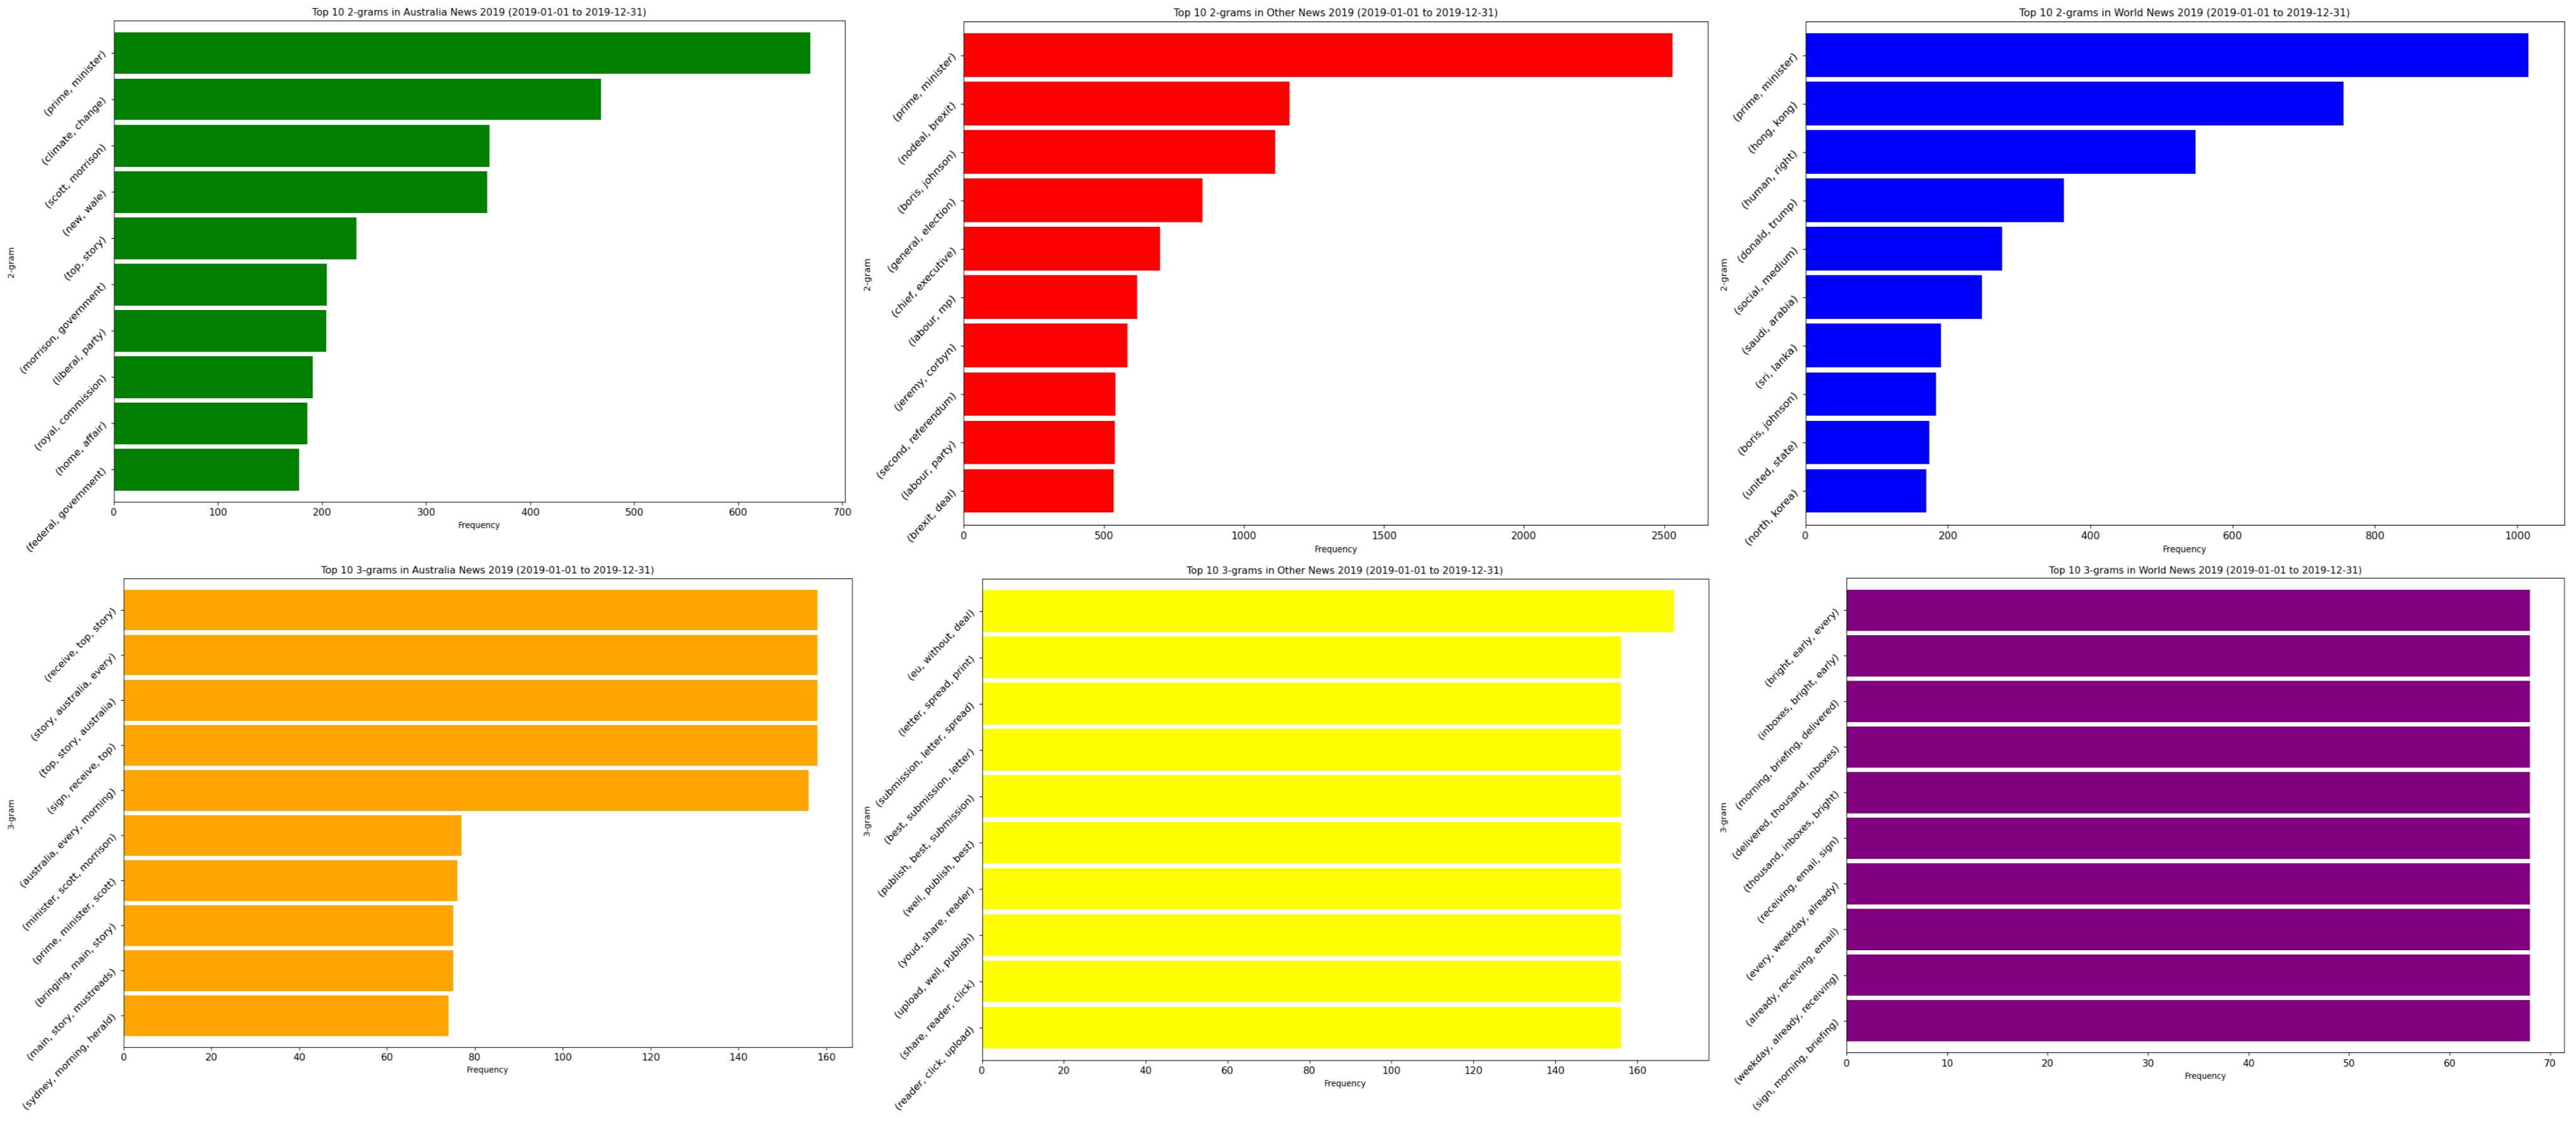 Top 10 2-grams in Australia News 2019 (2019-01-01 to 2019-12-31)
2-gram
(prime, minister)
(climate, change)
(scott, morrison)
(new, wale)
(top, story)
(morrison, government)
(liberal, party)
(royal, commission)
(home, affair)
(federal, government)
0 100 200 300 400 500 600 700
Frequency
Top 10 2-grams in Other News 2019 (2019-01-01 to 2019-12-31)
2-gram
(prime, minister)
(nodeal, brexit)
(boris, johnson)
(general, election)
(chief, executive)
(labour, mp)
(jeremy, corbyn)
(second, referendum)
(labour, party)
(brexit, deal)
0 500 1000 1500 2000 2500
Frequency
Top 10 2-grams in World News 2019 (2019-01-01 to 2019-12-31)
2-gram
(prime, minister)
(hong, kong)
(human, right)
(donald, trump)
(social, medium)
(saudi, arabia)
(sri, lanka)
(boris, johnson)
(united, state)
(north, korea)
0 200 400 600 800 1000
Frequency
Top 10 3-grams in Australia News 2019 (2019-01-01 to 2019-12-31)
3-gram
(receive, top, story)
(story, australia, every)
(top, story, australia)
(sign, receive, top)
(australia, every, morning)
(minister, scott, morrison)
(prime, minister, scott)
(bringing, main, story)
(main, story, mustreads)
(sydney, morning, herald)
0 20 40 60 80 100 120 140 160
Frequency
Top 10 3-grams in Other News 2019 (2019-01-01 to 2019-12-31)
3-gram
(eu, without, deal)
(letter, spread, print)
(submission, letter, spread)
(best, submission, letter)
(publish, best, submission)
(well, publish, best)
(youd, share, reader)
(upload, well, publish)
(share, reader, click)
(reader, click, upload)
0 20 40 60 80 100 120 140 160
Frequency
Top 10 3-grams in World News 2019 (2019-01-01 to 2019-12-31)
3-gram
(bright, early, every)
(inboxes, bright, early)
(morning, briefing, delivered)
(delivered, thousand, inboxes)
(thousand, inboxes, bright)
(receiving, email, sign)
(every, weekday, already)
(already, receiving, email)
(weekday, already, receiving)
(sign, morning, briefing)
0 10 20 30 40 50 60 70
Frequency